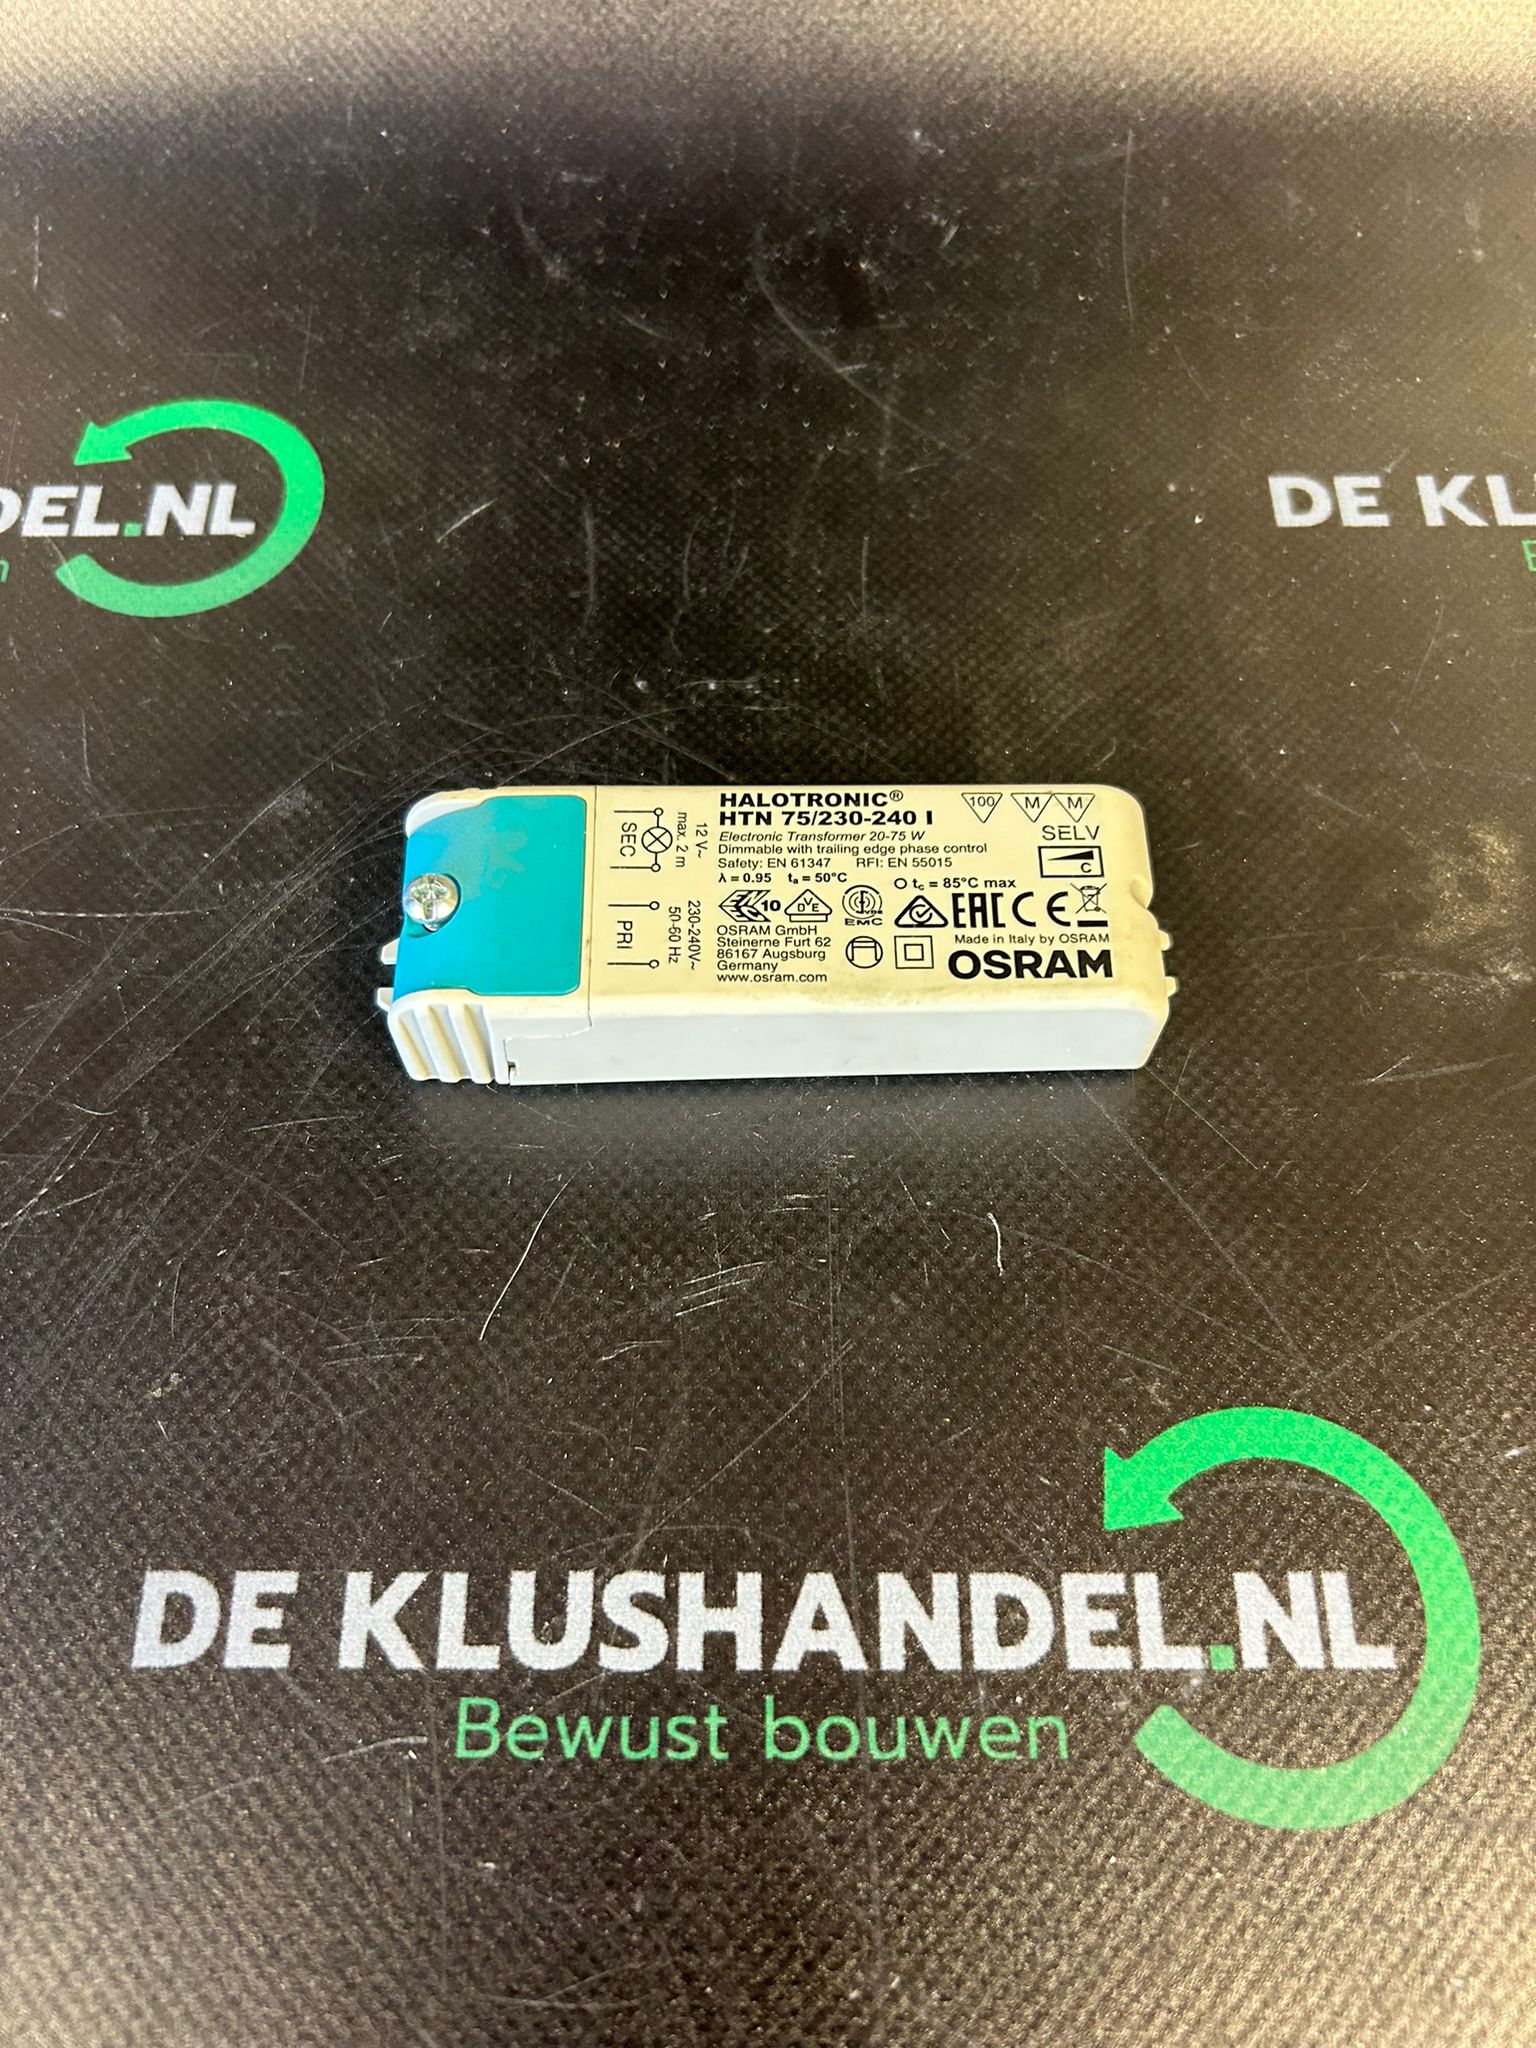 DEL.NL
DE KL
HALOTRONIC®
HTN 75/230-240 I
Electronic Transformer 20-75 W
Dimmable with trailing edge phase control
Safety: EN 61347 RFI: EN 55015
λ = 0.95 ta = 50°C
tc = 85°C max
100 M M
SELV
C
12 V~
max. 2 m
SEC
230-240V~
50-60 Hz
PRI
10
DVE
EMC
EAC CE
OSRAM GmbH
Steinerne Furt 62
86167 Augsburg
Germany
www.osram.com
Made in Italy by OSRAM
OSRAM
DE KLUSHANDEL.NL
Bewust bouwen